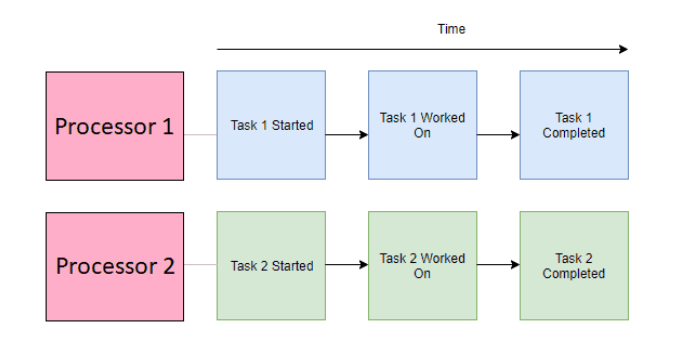 Time
Processor 1
Task 1 Started
Task 1 Worked
On
Task 1
Completed
Processor 2
Task 2 Started
Task 2 Worked
On
Task 2
Completed